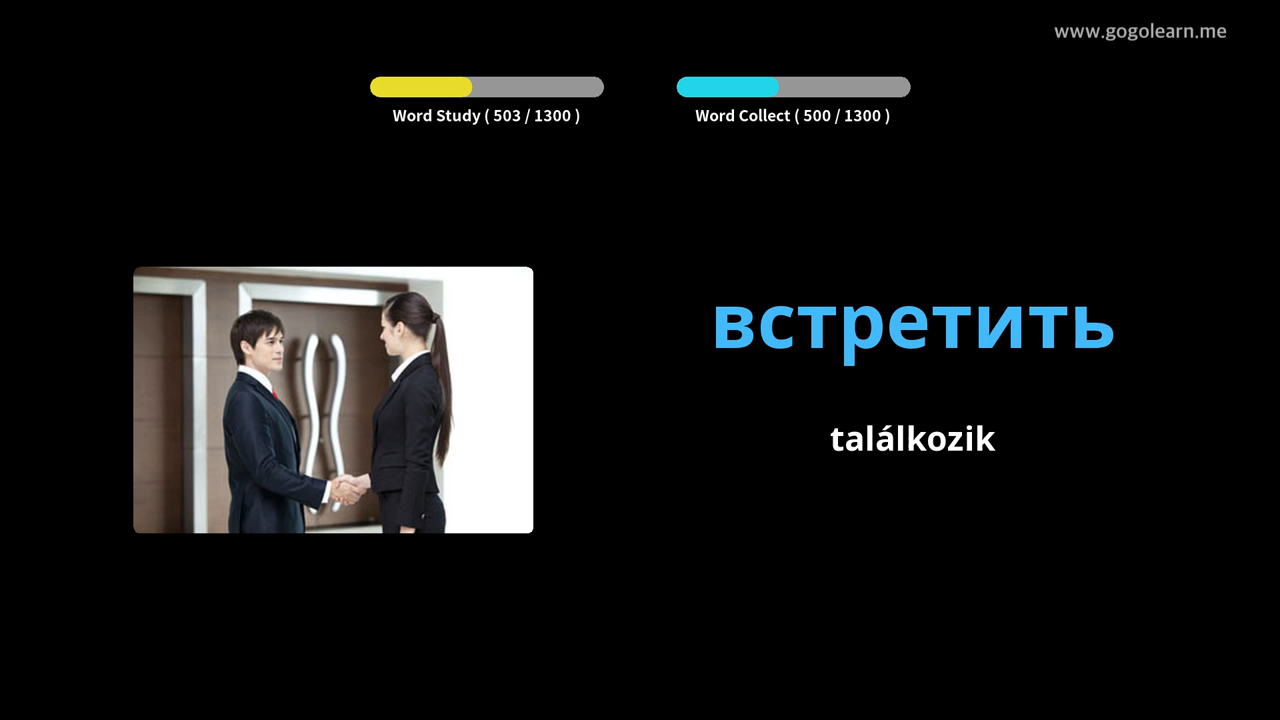 www.gogolearn.me
Word Study ( 503 / 1300 )
Word Collect ( 500 / 1300 )
встретить
találkozik